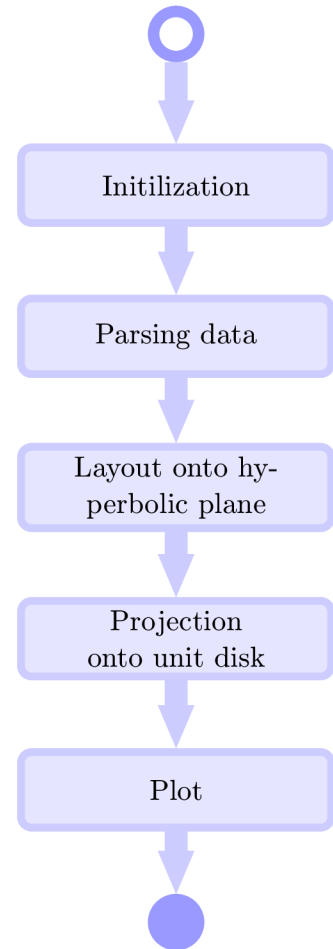 Initilization
Parsing data
Layout onto hy-
perbolic plane
Projection
onto unit disk
Plot